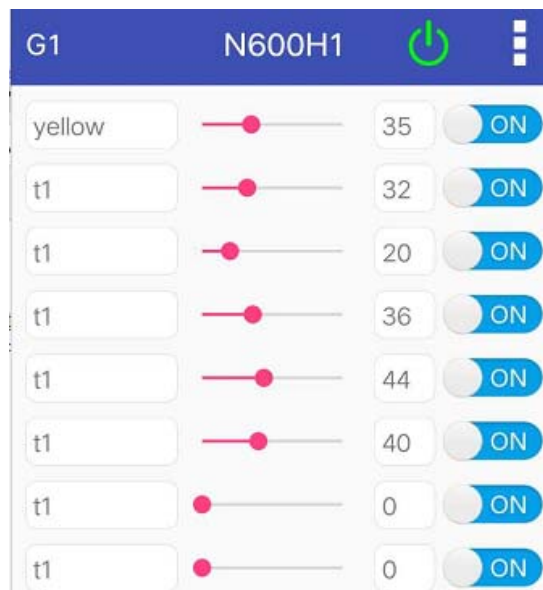 G1 N600H1
yellow 35 ON
t1 32 ON
t1 20 ON
t1 36 ON
t1 44 ON
t1 40 ON
t1 0 ON
t1 0 ON